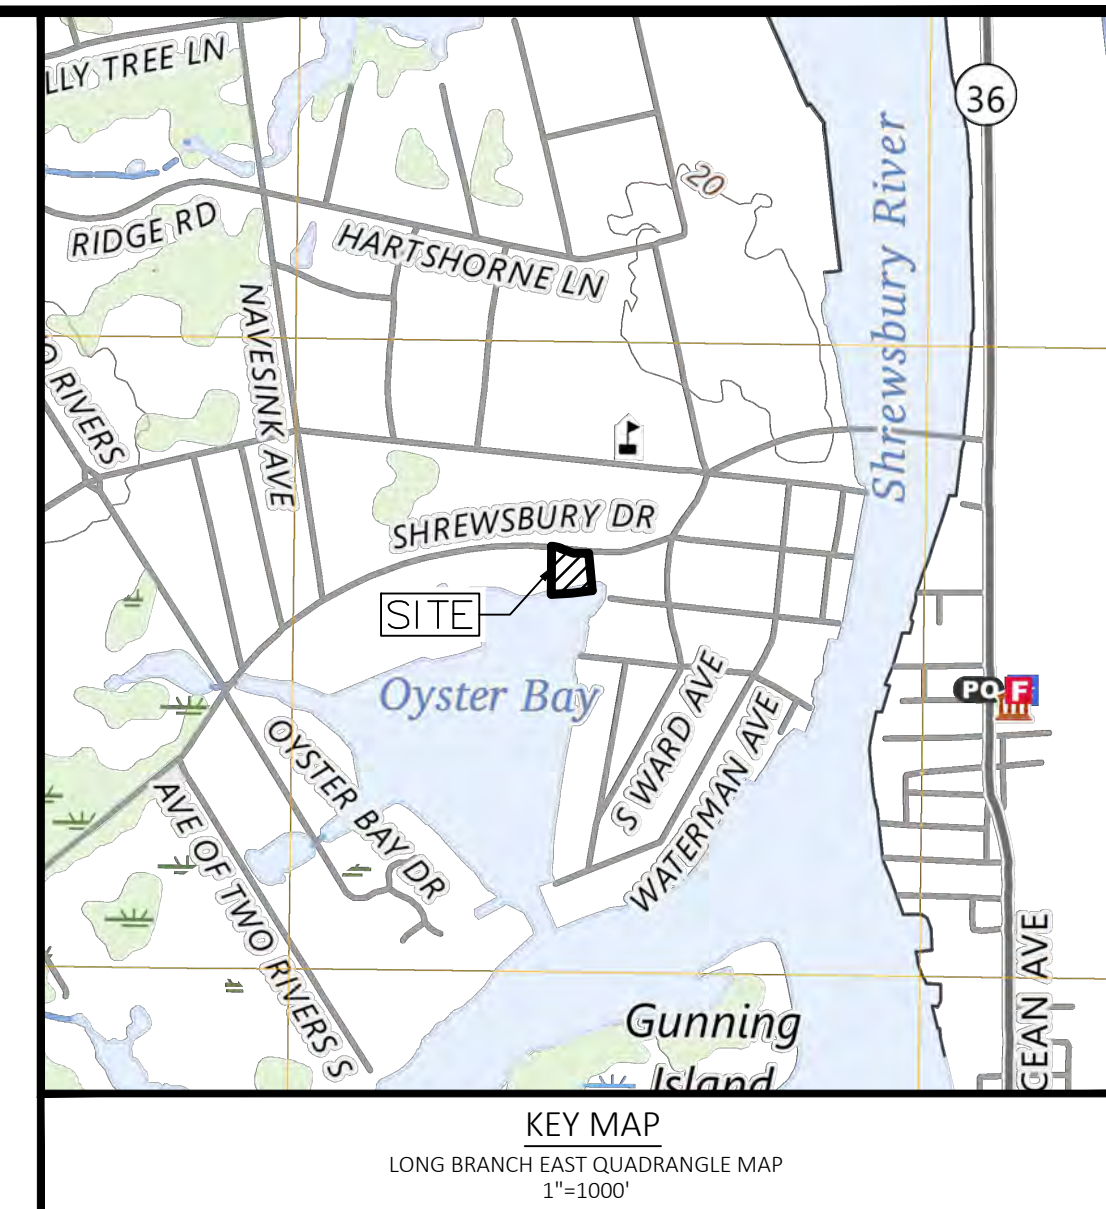 LLY TREE LN
36
Shrewsbury River
20
RIDGE RD
HARTSHORNE LN
NAVESINK AVE
O RIVERS
SHREWSBURY DR
SITE
Oyster Bay
PO F
S WARD AVE
WATERMAN AVE
OYSTER BAY DR
AVE OF TWO RIVERS S
CEAN AVE
Gunning
Island
KEY MAP
LONG BRANCH EAST QUADRANGLE MAP
1"=1000'